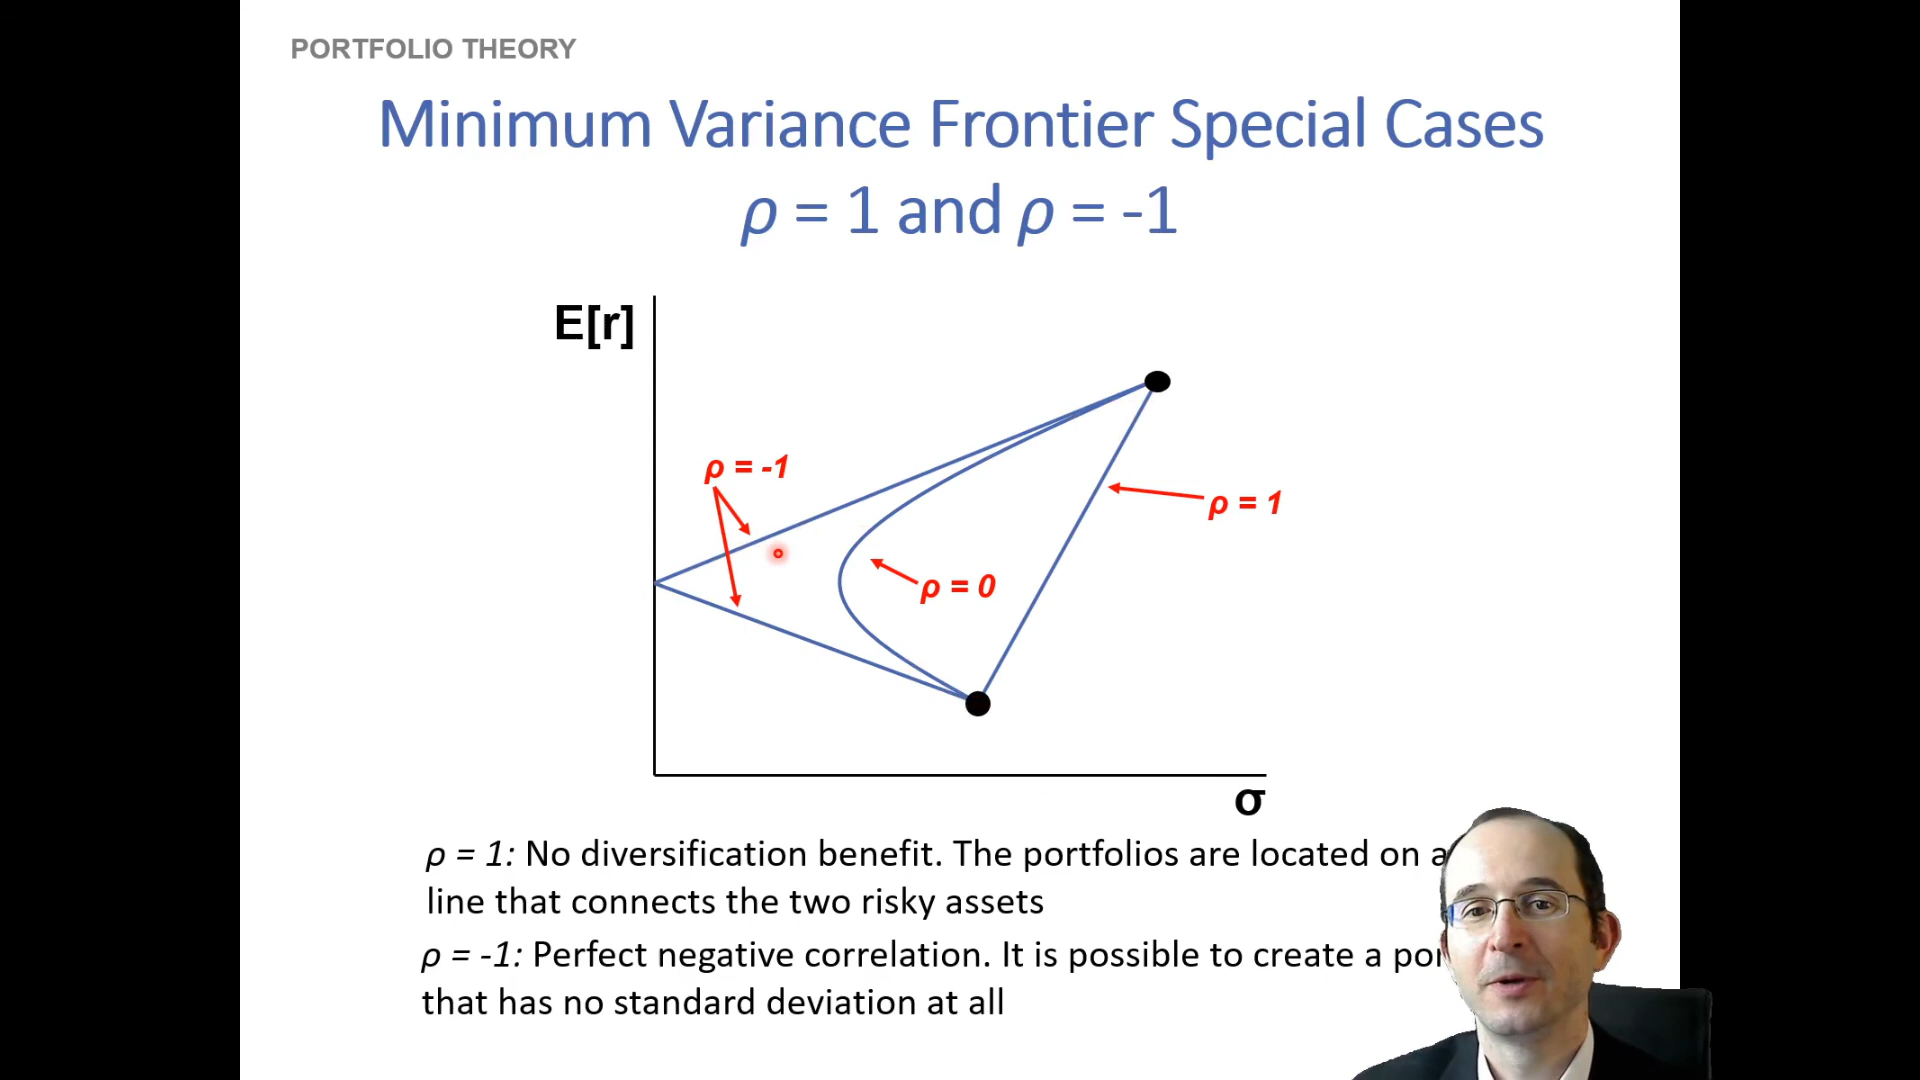 PORTFOLIO THEORY
Minimum Variance Frontier Special Cases
ρ = 1 and ρ = -1
E[r]
ρ = -1
ρ = 1
ρ = 0
σ
ρ = 1: No diversification benefit. The portfolios are located on a
line that connects the two risky assets
ρ = -1: Perfect negative correlation. It is possible to create a
that has no standard deviation at all